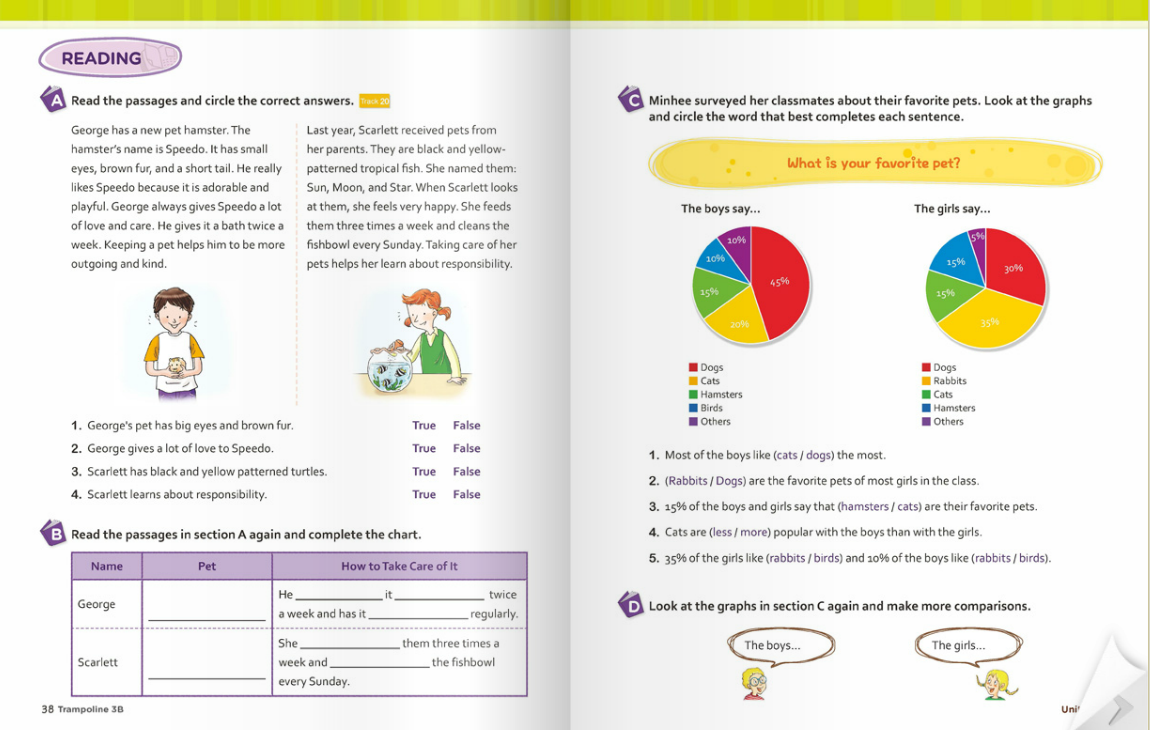 READING
A Read the passages and circle the correct answers. Track 20
George has a new pet hamster. The
hamster's name is Speedo. It has small
eyes, brown fur, and a short tail. He really
likes Speedo because it is adorable and
playful. George always gives Speedo a lot
of love and care. He gives it a bath twice a
week. Keeping a pet helps him to be more
outgoing and kind.
Last year, Scarlett received pets from
her parents. They are black and yellow-
patterned tropical fish. She named them:
Sun, Moon, and Star. When Scarlett looks
at them, she feels very happy. She feeds
them three times a week and cleans the
fishbowl every Sunday. Taking care of her
pets helps her learn about responsibility.
1. George's pet has big eyes and brown fur. True False
2. George gives a lot of love to Speedo. True False
3. Scarlett has black and yellow patterned turtles. True False
4. Scarlett learns about responsibility. True False
B Read the passages in section A again and complete the chart.
Name Pet How to Take Care of It
George
He ______________ it ______________ twice
a week and has it ________________ regularly.
Scarlett
She ________________ them three times a
week and ________________ the fishbowl
every Sunday.
38 Trampoline 3B
C Minhee surveyed her classmates about their favorite pets. Look at the graphs
and circle the word that best completes each sentence.
What is your favorite pet?
The boys say...
10%
10%
45%
15%
20%
Dogs
Cats
Hamsters
Birds
Others
The girls say...
5%
15%
30%
15%
35%
Dogs
Rabbits
Cats
Hamsters
Others
1. Most of the boys like (cats / dogs) the most.
2. (Rabbits / Dogs) are the favorite pets of most girls in the class.
3. 15% of the boys and girls say that (hamsters / cats) are their favorite pets.
4. Cats are (less / more) popular with the boys than with the girls.
5. 35% of the girls like (rabbits / birds) and 10% of the boys like (rabbits / birds).
D Look at the graphs in section C again and make more comparisons.
The boys...
The girls...